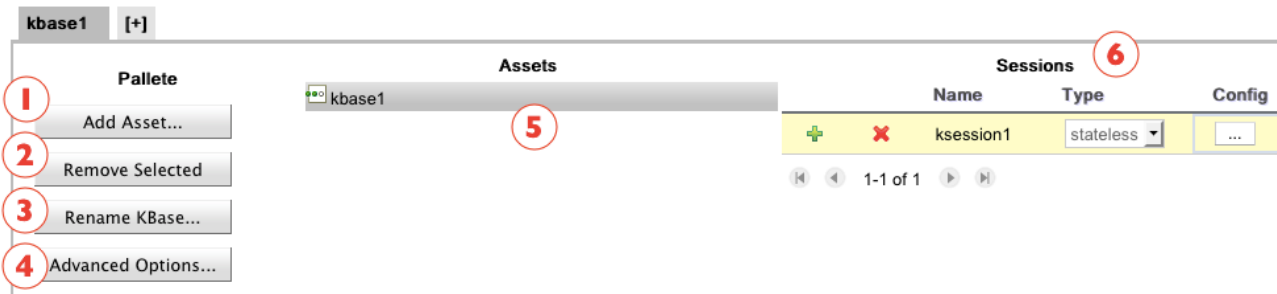 kbase1 [+]
Pallete
1
Add Asset...
2
Remove Selected
3
Rename KBase...
4
Advanced Options...
Assets
kbase1
5
Sessions
6
Name Type Config
ksession1 stateless ...
1-1 of 1